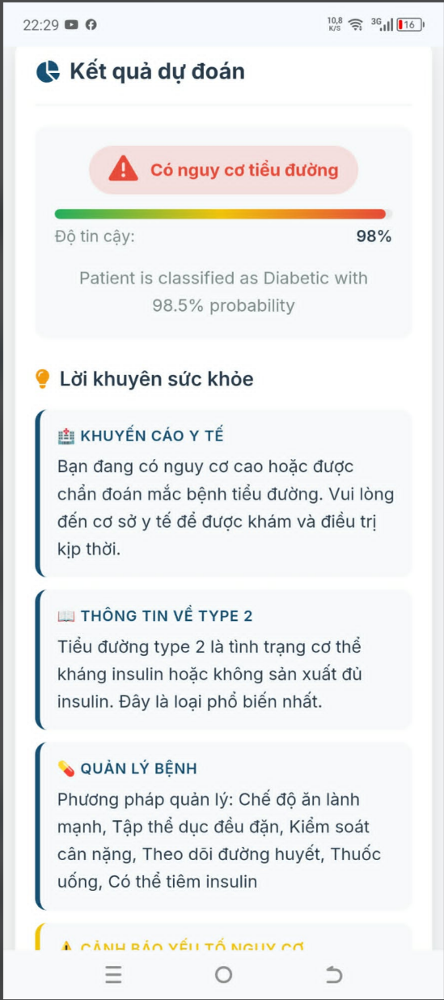 22:29
10,8
K/S
3G
16
Kết quả dự đoán
Có nguy cơ tiểu đường
Độ tin cậy: 98%
Patient is classified as Diabetic with
98.5% probability
Lời khuyên sức khỏe
KHUYẾN CÁO Y TẾ
Bạn đang có nguy cơ cao hoặc được
chẩn đoán mắc bệnh tiểu đường. Vui lòng
đến cơ sở y tế để được khám và điều trị
kịp thời.
THÔNG TIN VỀ TYPE 2
Tiểu đường type 2 là tình trạng cơ thể
kháng insulin hoặc không sản xuất đủ
insulin. Đây là loại phổ biến nhất.
QUẢN LÝ BỆNH
Phương pháp quản lý: Chế độ ăn lành
mạnh, Tập thể dục đều đặn, Kiểm soát
cân nặng, Theo dõi đường huyết, Thuốc
uống, Có thể tiêm insulin
CẢNH BÁO YẾU TỐ NGUY CƠ